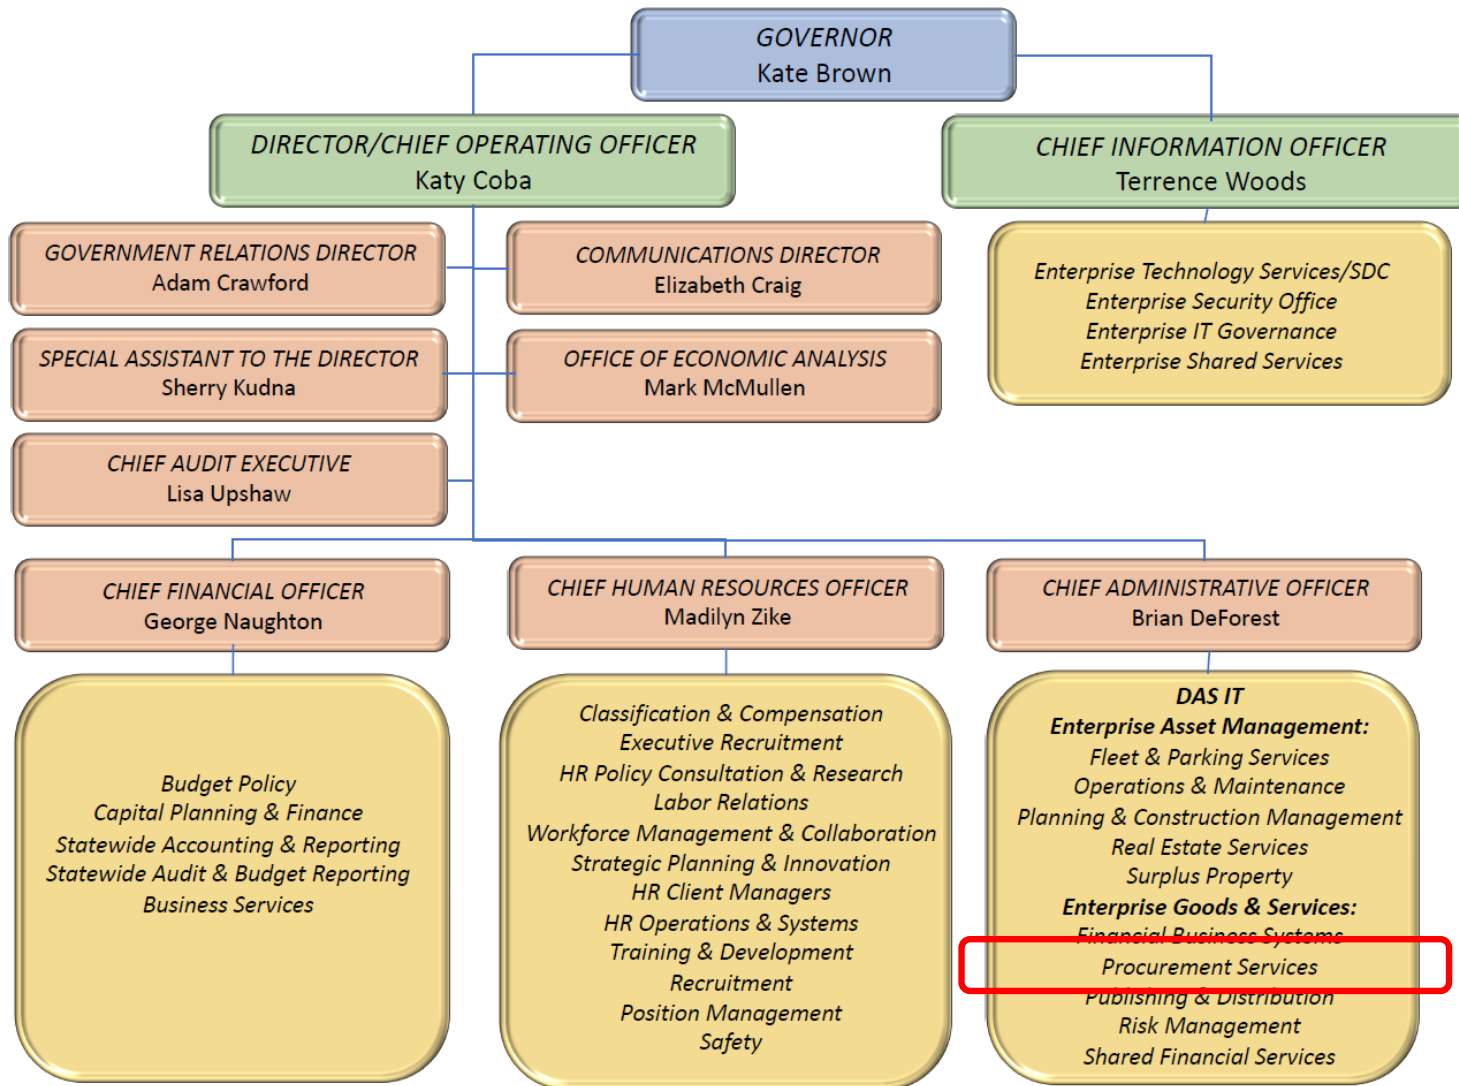 GOVERNOR
Kate Brown
DIRECTOR/CHIEF OPERATING OFFICER
Katy Coba
CHIEF INFORMATION OFFICER
Terrence Woods
GOVERNMENT RELATIONS DIRECTOR
Adam Crawford
COMMUNICATIONS DIRECTOR
Elizabeth Craig
Enterprise Technology Services/SDC
Enterprise Security Office
Enterprise IT Governance
Enterprise Shared Services
SPECIAL ASSISTANT TO THE DIRECTOR
Sherry Kudna
OFFICE OF ECONOMIC ANALYSIS
Mark McMullen
CHIEF AUDIT EXECUTIVE
Lisa Upshaw
CHIEF FINANCIAL OFFICER
George Naughton
CHIEF HUMAN RESOURCES OFFICER
Madilyn Zike
CHIEF ADMINISTRATIVE OFFICER
Brian DeForest
Budget Policy
Capital Planning & Finance
Statewide Accounting & Reporting
Statewide Audit & Budget Reporting
Business Services
Classification & Compensation
Executive Recruitment
HR Policy Consultation & Research
Labor Relations
Workforce Management & Collaboration
Strategic Planning & Innovation
HR Client Managers
HR Operations & Systems
Training & Development
Recruitment
Position Management
Safety
DAS IT
Enterprise Asset Management:
Fleet & Parking Services
Operations & Maintenance
Planning & Construction Management
Real Estate Services
Surplus Property
Enterprise Goods & Services:
Financial Business Systems
Procurement Services
Publishing & Distribution
Risk Management
Shared Financial Services